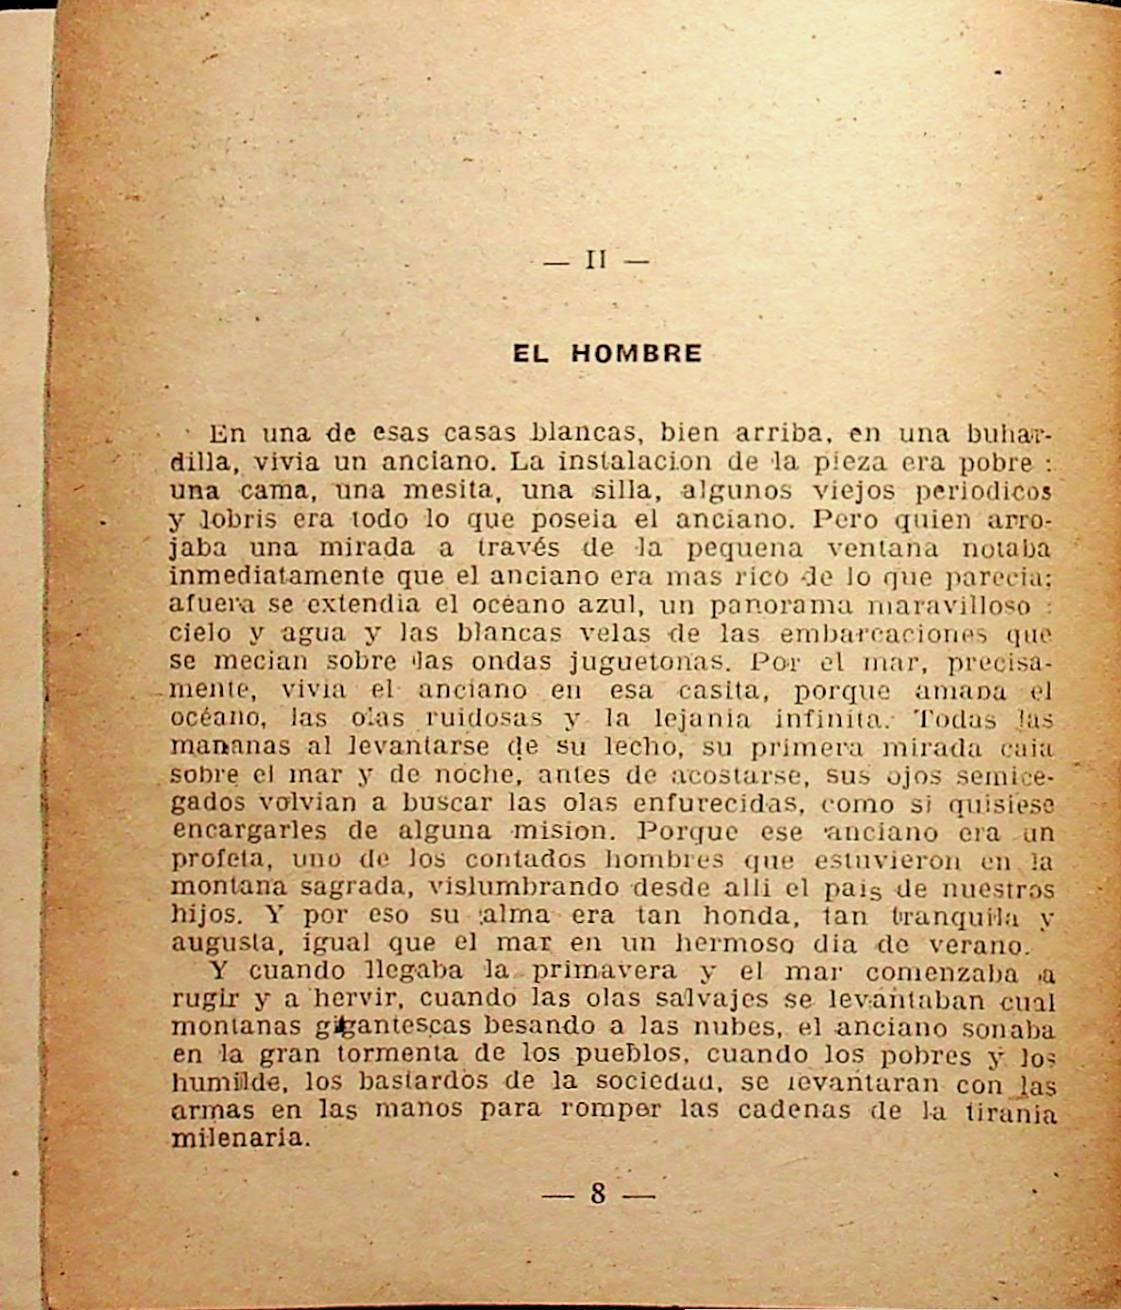 — II —
EL HOMBRE
En una de esas casas blancas, bien arriba, en una buhar-
dilla, vivia un anciano. La instalacion de la pieza era pobre :
una cama, una mesita, una silla, algunos viejos periodicos
y lobris era todo lo que poseia el anciano. Pero quien arro-
jaba una mirada a través de la pequena ventana notaba
inmediatamente que el anciano era mas rico de lo que parecia:
afuera se extendia el océano azul, un panorama maravilloso :
cielo y agua y las blancas velas de las embarcaciones que
se mecian sobre las ondas juguetonas. Por el mar, precisa-
mente, vivia el anciano en esa casita, porque amana el
océano, las olas ruidosas y la lejania infinita. Todas las
mananas al levantarse de su lecho, su primera mirada caia
sobre el mar y de noche, antes de acostarse, sus ojos semice-
gados volvian a buscar las olas enfurecidas, como si quisiese
encargarles de alguna mision. Porque ese anciano era un
profeta, uno de los contados hombres que estuvieron en la
montana sagrada, vislumbrando desde alli el pais de nuestros
hijos. Y por eso su alma era tan honda, tan tranquila y
augusta, igual que el mar en un hermoso dia de verano.
Y cuando llegaba la primavera y el mar comenzaba a
rugir y a hervir, cuando las olas salvajes se levantaban cual
montanas gigantescas besando a las nubes, el anciano sonaba
en la gran tormenta de los pueblos, cuando los pobres y los
humilde, los bastardos de la sociedad, se levantaran con las
armas en las manos para romper las cadenas de la tirania
milenaria.
— 8 —